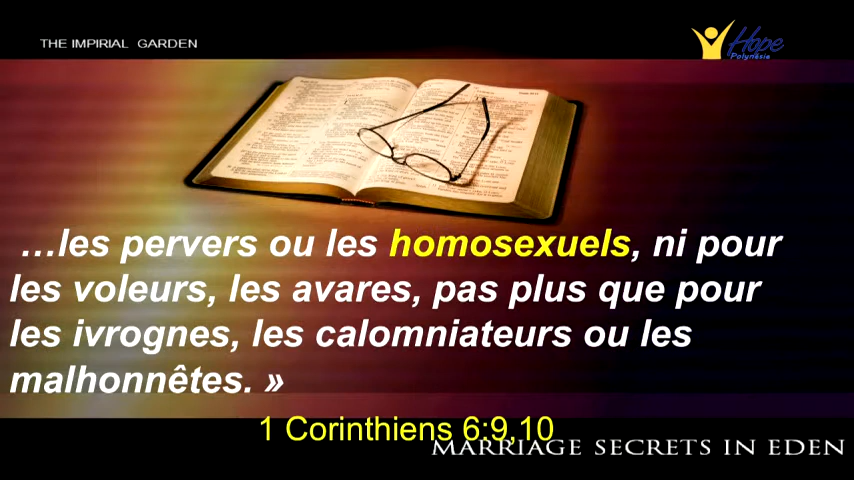 THE IMPIRIAL GARDEN
Hope
Polynésie
…les pervers ou les homosexuels, ni pour
les voleurs, les avares, pas plus que pour
les ivrognes, les calomniateurs ou les
malhonnêtes. »
1 Corinthiens 6:9,10
MARRIAGE SECRETS IN EDEN